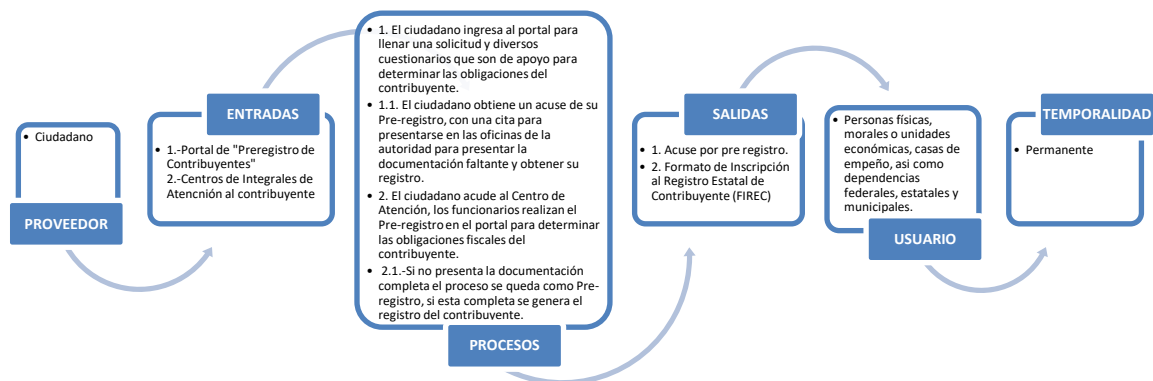 • Ciudadano
PROVEEDOR
ENTRADAS
• 1.-Portal de "Preregistro de
Contribuyentes"
2.-Centros de Integrales de
Atencnión al contribuyente
• 1. El ciudadano ingresa al portal para
llenar una solicitud y diversos
cuestionarios que son de apoyo para
determinar las obligaciones del
contribuyente.
• 1.1. El ciudadano obtiene un acuse de su
Pre-registro, con una cita para
presentarse en las oficinas de la
autoridad para presentar la
documentación faltante y obtener su
registro.
• 2. El ciudadano acude al Centro de
Atención, los funcionarios realizan el
Pre-registro en el portal para determinar
las obligaciones fiscales del
contribuyente.
• 2.1.-Si no presenta la documentación
completa el proceso se queda como Pre-
registro, si esta completa se genera el
registro del contribuyente.
PROCESOS
SALIDAS
• 1. Acuse por pre registro.
• 2. Formato de Inscripción
al Registro Estatal de
Contribuyente (FIREC)
• Personas físicas,
morales o unidades
económicas, casas de
empeño, asi como
dependencias
federales, estatales y
municipales.
USUARIO
TEMPORALIDAD
• Permanente